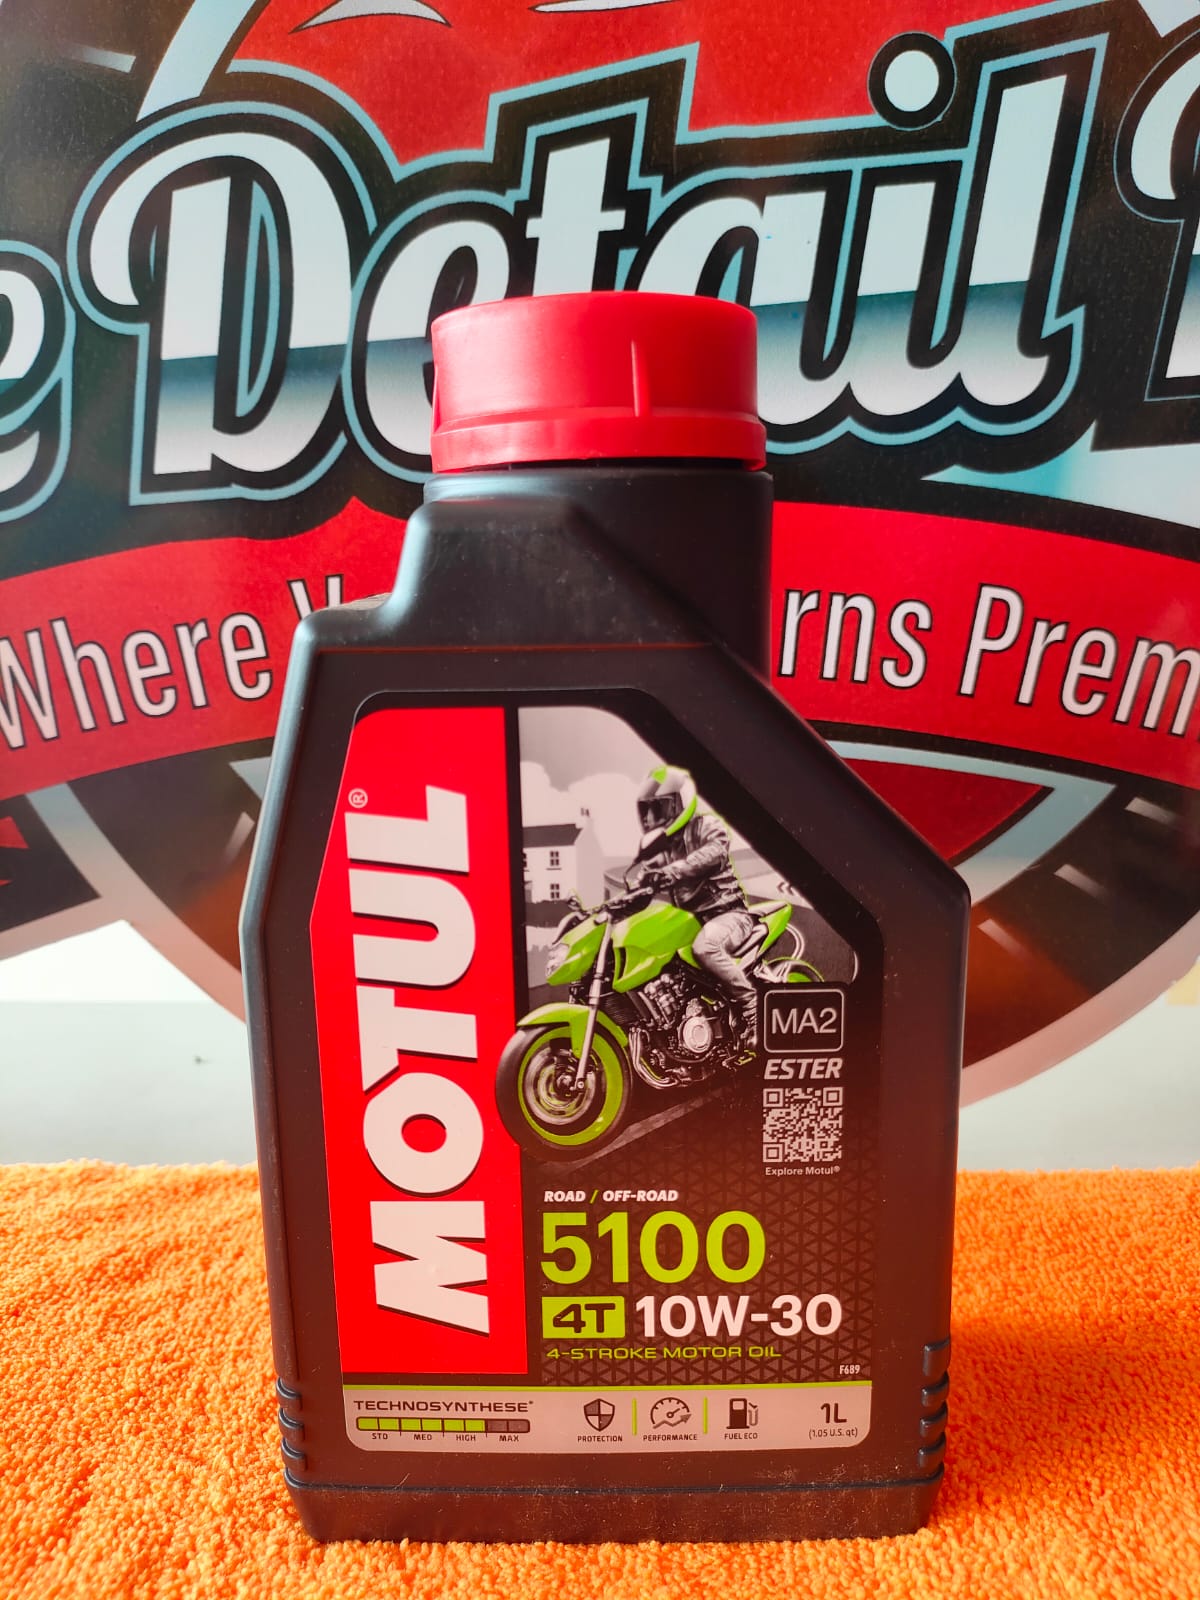 e Detail
Where
rns Prem
MOTUL®
MA2
ESTER
Explore Motul®
ROAD / OFF-ROAD
5100
4T 10W-30
4-STROKE MOTOR OIL
F689
TECHNOSYNTHESE®
STD MED HIGH MAX
PROTECTION PERFORMANCE FUEL ECO
1L
(1.05 U.S. qt)